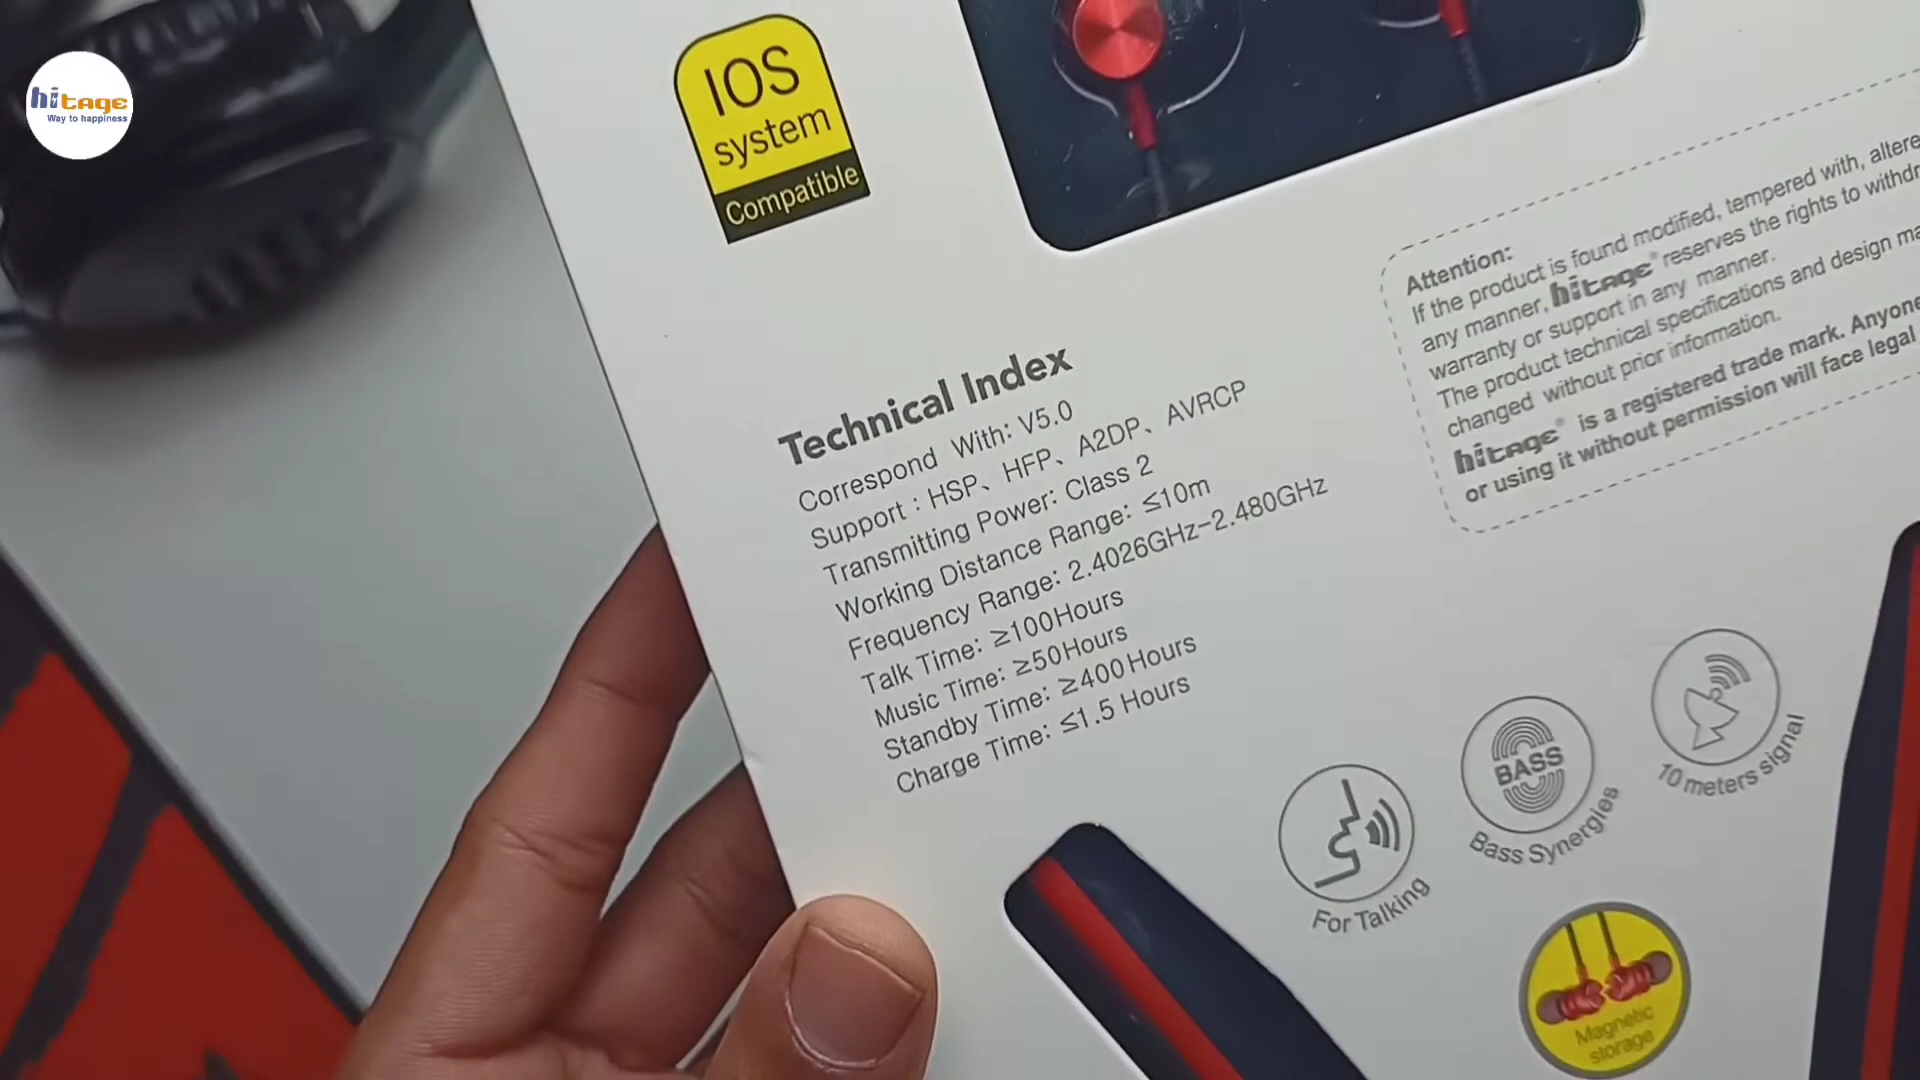 hitage
Way to happiness
IOS
system
Compatible
Technical Index
Correspond With: V5.0
Support : HSP、HFP、A2DP、AVRCP
Transmitting Power: Class 2
Working Distance Range: ≤10m
Frequency Range: 2.4026GHz-2.480GHz
Talk Time: ≥100Hours
Music Time: ≥50Hours
Standby Time: ≥400Hours
Charge Time: ≤1.5 Hours
Attention:
If the product is found modified, tempered with, altere
any manner, hitage® reserves the rights to withdr
warranty or support in any manner.
The product technical specifications and design ma
changed without prior information.
hitage® is a registered trade mark. Anyone
or using it without permission will face legal
For Talking
BASS
Bass Synergies
10 meters signal
Magnetic
storage